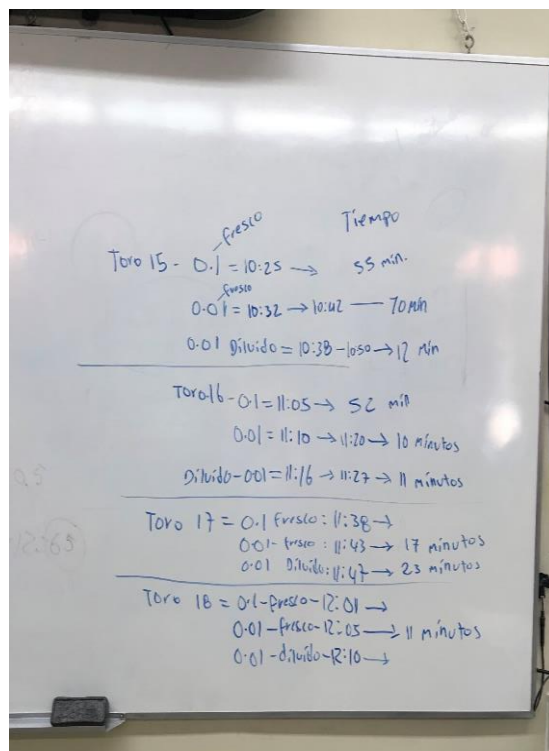 fresco
Tiempo
Toro 15 - 0.1 = 10:25 → 55 min.
fresco
0.01 = 10:32 → 10:42 — 70 min
0.01 Diluido = 10:38 - 10:50 → 12 min
Toro 16 - 0.1 = 11:05 → 52 min
0.01 = 11:10 → 11:20 → 10 minutos
Diluido - 001 = 11:16 → 11:27 → 11 minutos
Toro 17 = 0.1 fresco: 11:38 →
0.01 - fresco : 11:43 → 17 minutos
0.01 Diluido: 11:47 → 23 minutos
Toro 18 = 0.1 - fresco - 12:01 →
0.01 - fresco - 12:05 → 11 minutos
0.01 - diluido - 12:10 →